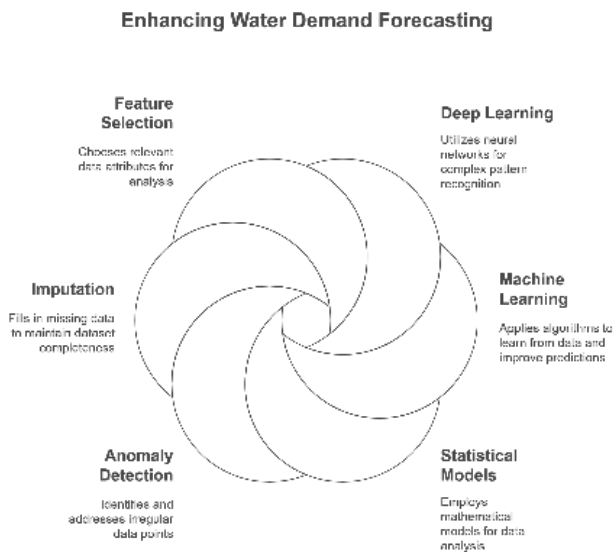 Enhancing Water Demand Forecasting
Feature
Selection
Chooses relevant
data attributes for
analysis
Deep Learning
Utilizes neural
networks for
complex pattern
recognition
Imputation
Fills in missing data
to maintain dataset
completeness
Machine
Learning
Applies algorithms to
learn from data and
improve predictions
Anomaly
Detection
Identifies and
addresses irregular
data points
Statistical
Models
Employs
mathematical
models for data
analysis